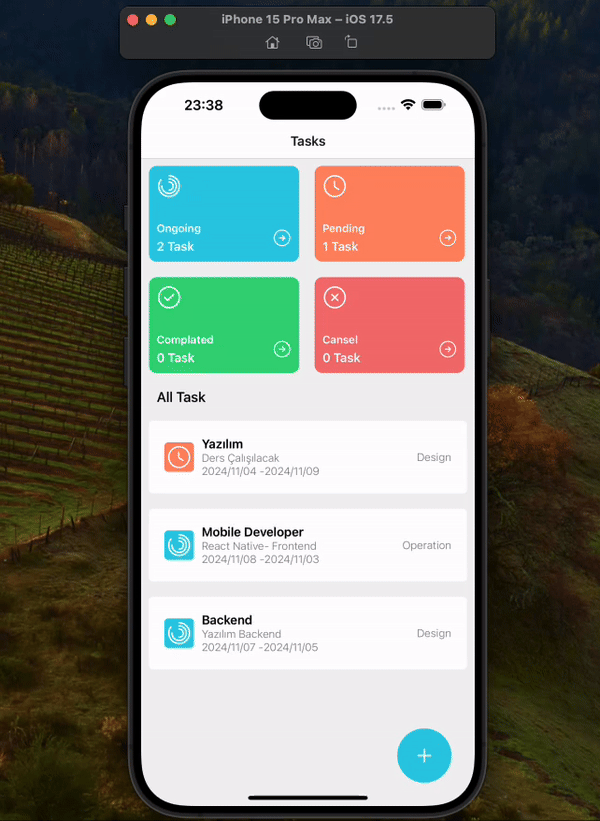 iPhone 15 Pro Max – iOS 17.5
23:38
Tasks
Ongoing
2 Task
Pending
1 Task
Complated
0 Task
Cansel
0 Task
All Task
Yazılım
Ders Çalışılacak
2024/11/04 -2024/11/09
Design
Mobile Developer
React Native- Frontend
2024/11/08 -2024/11/03
Operation
Backend
Yazılım Backend
2024/11/07 -2024/11/05
Design